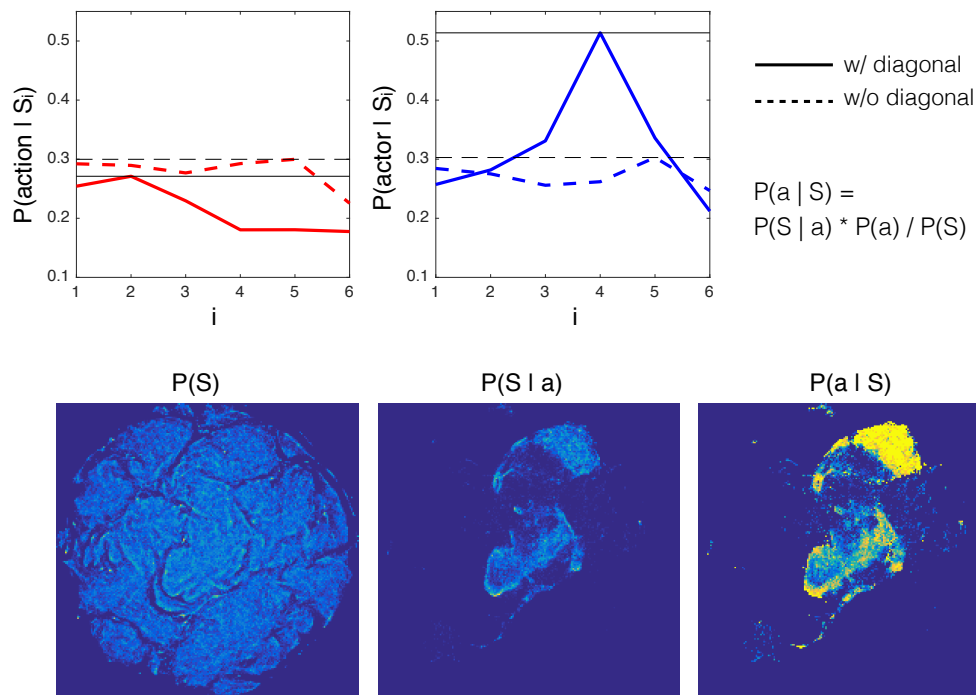 0.5
0.4
0.3
0.2
0.1
P(action | Si)
1 2 3 4 5 6
i
0.5
0.4
0.3
0.2
0.1
P(actor | Si)
1 2 3 4 5 6
i
w/ diagonal
w/o diagonal
P(a | S) =
P(S | a) * P(a) / P(S)
P(S)
P(S | a)
P(a | S)